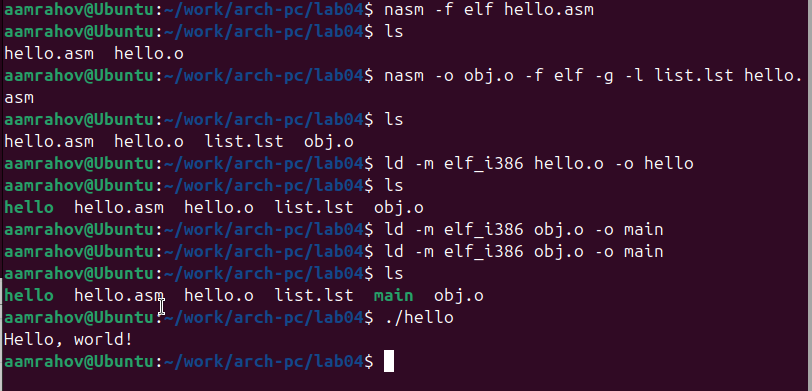 aamrahov@Ubuntu:~/work/arch-pc/lab04$ nasm -f elf hello.asm
aamrahov@Ubuntu:~/work/arch-pc/lab04$ ls
hello.asm  hello.o
aamrahov@Ubuntu:~/work/arch-pc/lab04$ nasm -o obj.o -f elf -g -l list.lst hello.
asm
aamrahov@Ubuntu:~/work/arch-pc/lab04$ ls
hello.asm  hello.o  list.lst  obj.o
aamrahov@Ubuntu:~/work/arch-pc/lab04$ ld -m elf_i386 hello.o -o hello
aamrahov@Ubuntu:~/work/arch-pc/lab04$ ls
hello  hello.asm  hello.o  list.lst  obj.o
aamrahov@Ubuntu:~/work/arch-pc/lab04$ ld -m elf_i386 obj.o -o main
aamrahov@Ubuntu:~/work/arch-pc/lab04$ ld -m elf_i386 obj.o -o main
aamrahov@Ubuntu:~/work/arch-pc/lab04$ ls
hello  hello.asm  hello.o  list.lst  main  obj.o
aamrahov@Ubuntu:~/work/arch-pc/lab04$ ./hello
Hello, world!
aamrahov@Ubuntu:~/work/arch-pc/lab04$